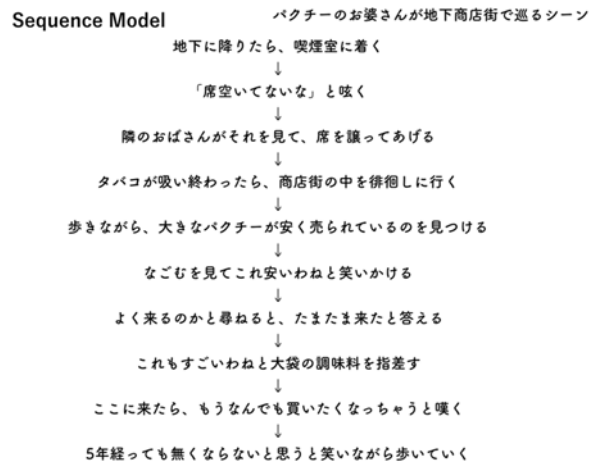 Sequence Model
パクチーのお婆さんが地下商店街で巡るシーン
地下に降りたら、喫煙室に着く
↓
「席空いてないな」と呟く
↓
隣のおばさんがそれを見て、席を譲ってあげる
↓
タバコが吸い終わったら、商店街の中を徘徊しに行く
↓
歩きながら、大きなパクチーが安く売られているのを見つける
↓
なごむを見てこれ安いわねと笑いかける
↓
よく来るのかと尋ねると、たまたま来たと答える
↓
これもすごいわねと大袋の調味料を指差す
↓
ここに来たら、もうなんでも買いたくなっちゃうと嘆く
↓
5年経っても無くならないと思うと笑いながら歩いていく